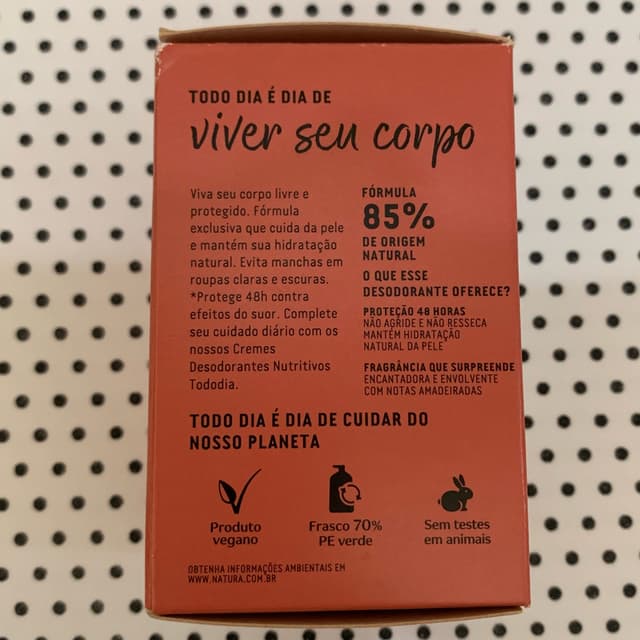 TODO DIA É DIA DE
viver seu corpo
Viva seu corpo livre e
protegido. Fórmula
exclusiva que cuida da pele
e mantém sua hidratação
natural. Evita manchas em
roupas claras e escuras.
*Protege 48h contra
efeitos do suor. Complete
seu cuidado diário com os
nossos Cremes
Desodorantes Nutritivos
Tododia.
FÓRMULA
85%
DE ORIGEM
NATURAL
O QUE ESSE
DESODORANTE OFERECE?
PROTEÇÃO 48 HORAS
NÃO AGRIDE E NÃO RESSECA
MANTÉM HIDRATAÇÃO
NATURAL DA PELE
FRAGRÂNCIA QUE SURPREENDE
ENCANTADORA E ENVOLVENTE
COM NOTAS AMADEIRADAS
TODO DIA É DIA DE CUIDAR DO
NOSSO PLANETA
Produto
vegano
Frasco 70%
PE verde
Sem testes
em animais
OBTENHA INFORMAÇÕES AMBIENTAIS EM
WWW.NATURA.COM.BR